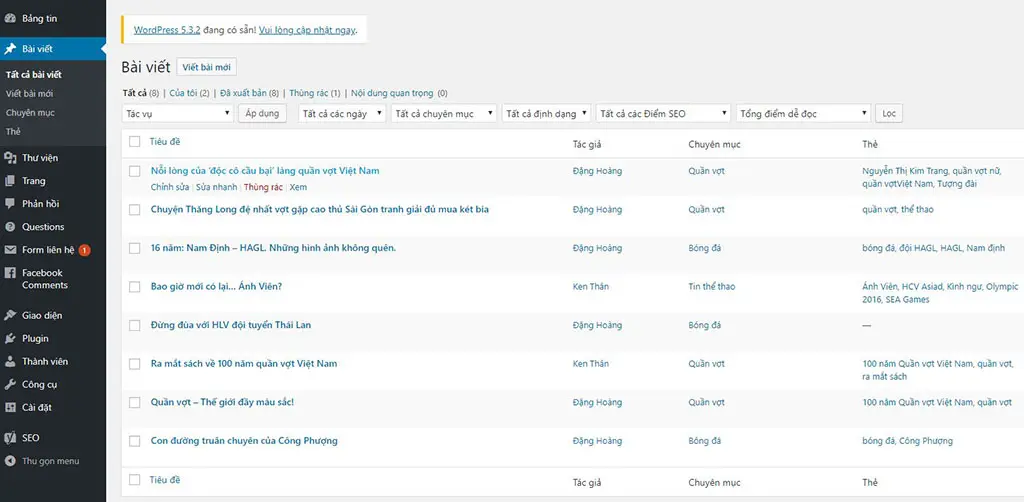 Bảng tin
Bài viết
Tất cả bài viết
Viết bài mới
Chuyên mục
Thẻ
Thư viện
Trang
Phản hồi
Questions
Form liên hệ 1
Facebook
Comments
Giao diện
Plugin
Thành viên
Công cụ
Cài đặt
SEO
Thu gọn menu
WordPress 5.3.2 đang có sẵn! Vui lòng cập nhật ngay.
Bài viết Viết bài mới
Tất cả (8) | Của tôi (2) | Đã xuất bản (8) | Thùng rác (1) | Nội dung quan trọng (0)
Tác vụ Áp dụng Tất cả các ngày Tất cả chuyên mục Tất cả định dạng Tất cả các Điểm SEO Tổng điểm dễ đọc Lọc
Tiêu đề Tác giả Chuyên mục Thẻ
Nỗi lòng của ‘độc cô cầu bại’ làng quần vợt Việt Nam Đặng Hoàng Quần vợt Nguyễn Thị Kim Trang, quần vợt nữ,
Chỉnh sửa | Sửa nhanh | Thùng rác | Xem quần vợtViệt Nam, Tượng đài
Chuyện Thăng Long đệ nhất vợt gặp cao thủ Sài Gòn tranh giải đủ mua két bia Đặng Hoàng Quần vợt quần vợt, thể thao
16 năm: Nam Định – HAGL. Những hình ảnh không quên. Đặng Hoàng Bóng đá bóng đá, đội HAGL, HAGL, Nam định
Bao giờ mới có lại... Ánh Viên? Ken Thân Tin thể thao Ánh Viên, HCV Asiad, Kình ngư, Olympic
2016, SEA Games
Đừng đùa với HLV đội tuyển Thái Lan Đặng Hoàng Bóng đá —
Ra mắt sách về 100 năm quần vợt Việt Nam Ken Thân Quần vợt 100 năm Quần vợt Việt Nam, quần vợt,
ra mắt sách
Quần vợt – Thế giới đầy màu sắc! Đặng Hoàng Quần vợt 100 năm Quần vợt Việt Nam, quần vợt
Con đường truân chuyên của Công Phượng Đặng Hoàng Bóng đá bóng đá, Công Phượng
Tiêu đề Tác giả Chuyên mục Thẻ